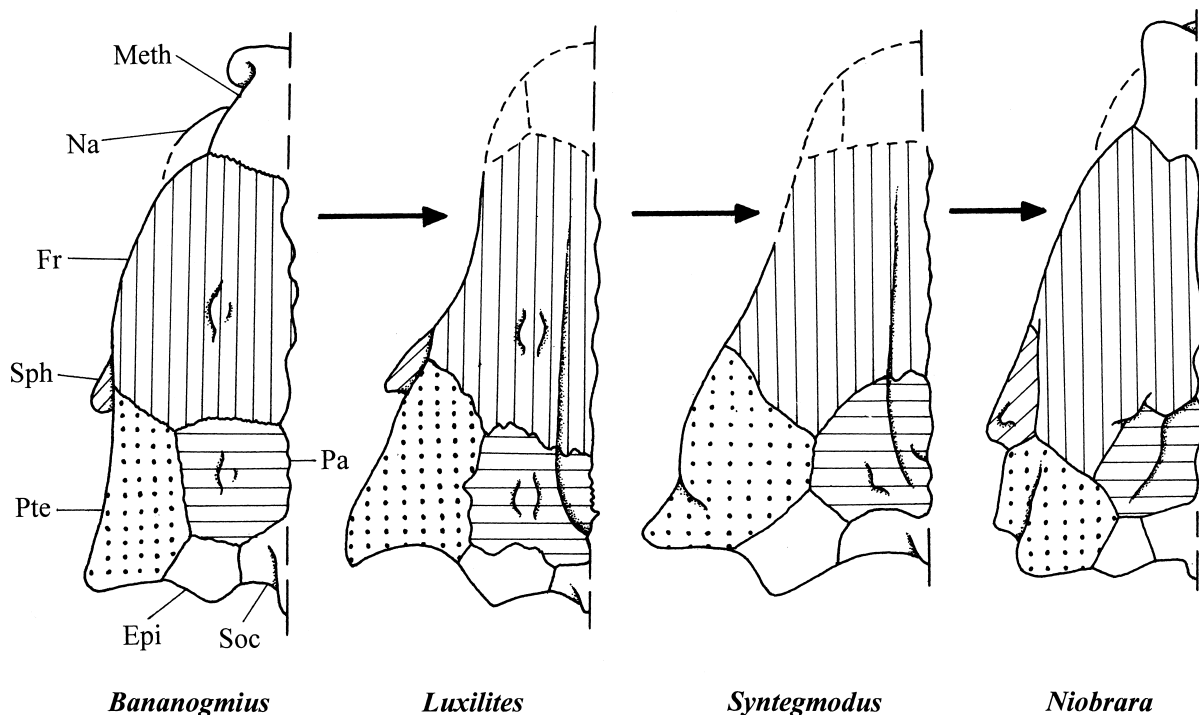 Meth
Na
Fr
Sph
Pa
Pte
Epi
Soc
Bananogmius
Luxilites
Syntegmodus
Niobrara